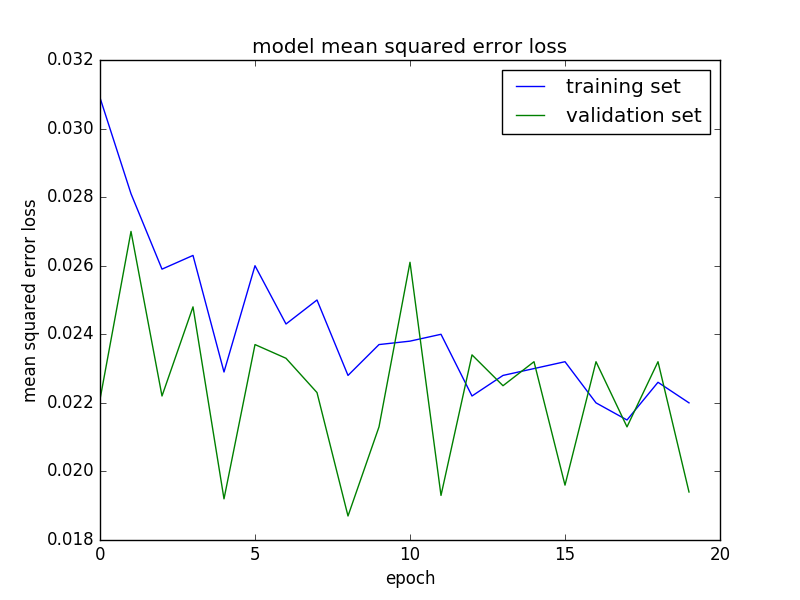 model mean squared error loss
training set
validation set
mean squared error loss
0.032
0.030
0.028
0.026
0.024
0.022
0.020
0.018
0 5 10 15 20
epoch